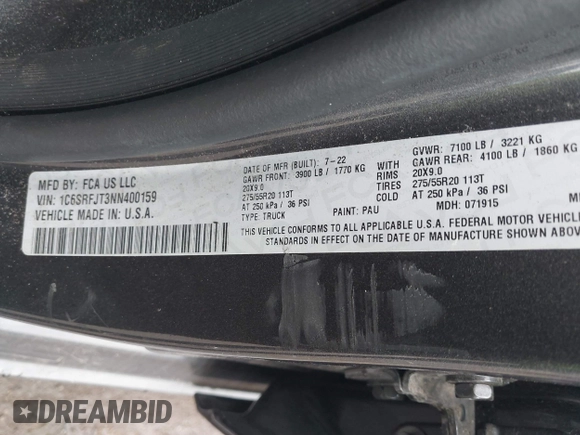 MFD BY: FCA US LLC
DATE OF MFR (BUILT): 7-22
GVWR: 7100 LB / 3221 KG
GAWR FRONT: 3900 LB / 1770 KG WITH GAWR REAR: 4100 LB / 1860 KG
20X9.0 RIMS 20X9.0
275/55R20 113T TIRES 275/55R20 113T
AT 250 kPa / 36 PSI COLD AT 250 kPa / 36 PSI
VIN: 1C6SRFJT3NN400159
TYPE: TRUCK PAINT: PAU MDH: 071915
VEHICLE MADE IN U.S.A.
THIS VEHICLE CONFORMS TO ALL APPLICABLE U.S.A. FEDERAL MOTOR VEHICL
STANDARDS IN EFFECT ON THE DATE OF MANUFACTURE SHOWN ABOVE.
DREAMBID